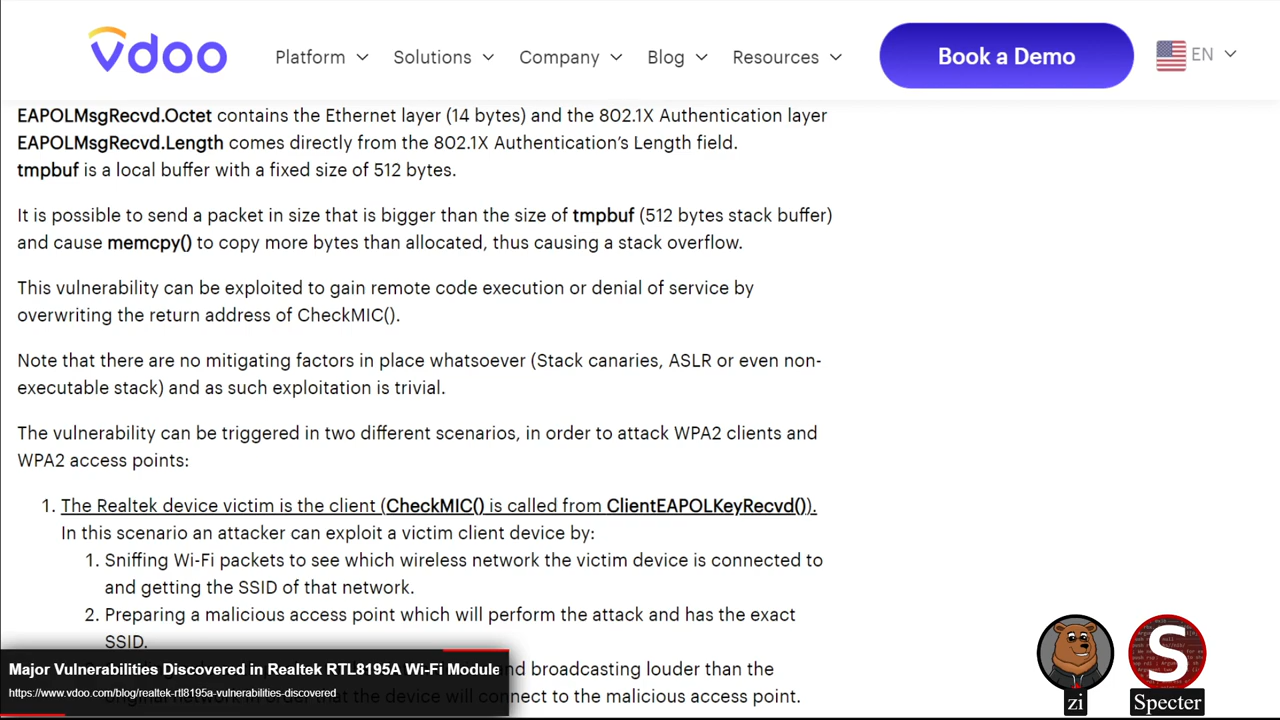 vdoo
Platform Solutions Company Blog Resources Book a Demo EN
EAPOLMsgRecvd.Octet contains the Ethernet layer (14 bytes) and the 802.1X Authentication layer
EAPOLMsgRecvd.Length comes directly from the 802.1X Authentication's Length field.
tmpbuf is a local buffer with a fixed size of 512 bytes.
It is possible to send a packet in size that is bigger than the size of tmpbuf (512 bytes stack buffer)
and cause memcpy() to copy more bytes than allocated, thus causing a stack overflow.
This vulnerability can be exploited to gain remote code execution or denial of service by
overwriting the return address of CheckMIC().
Note that there are no mitigating factors in place whatsoever (Stack canaries, ASLR or even non-
executable stack) and as such exploitation is trivial.
The vulnerability can be triggered in two different scenarios, in order to attack WPA2 clients and
WPA2 access points:
1. The Realtek device victim is the client (CheckMIC() is called from ClientEAPOLKeyRecvd()).
In this scenario an attacker can exploit a victim client device by:
1. Sniffing Wi-Fi packets to see which wireless network the victim device is connected to
and getting the SSID of that network.
2. Preparing a malicious access point which will perform the attack and has the exact
SSID.
nd broadcasting louder than the
nnect to the malicious access point.
Major Vulnerabilities Discovered in Realtek RTL8195A Wi-Fi Module
https://www.vdoo.com/blog/realtek-rtl8195a-vulnerabilities-discovered
zi
S
Specter